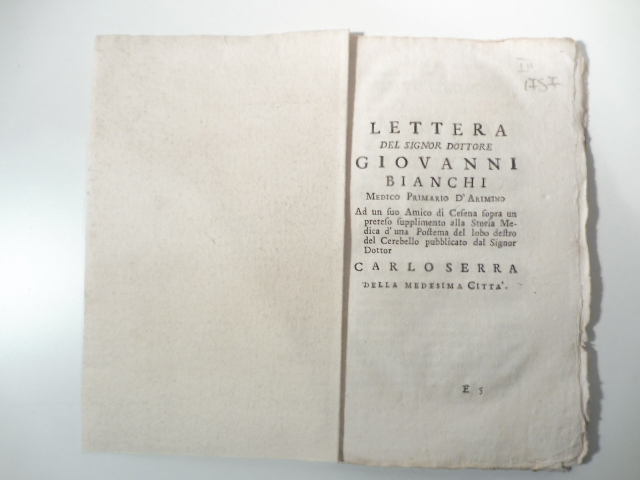 1757
LETTERA
DEL SIGNOR DOTTORE
GIOVANNI
BIANCHI
MEDICO PRIMARIO D'ARIMINO
Ad un suo Amico di Cesena sopra un
preteso supplimento alla Storia Me-
dica d'una Postema del lobo destro
del Cerebello pubblicato dal Signor
Dottor
CARLO SERRA
DELLA MEDESIMA CITTA'.
E 5